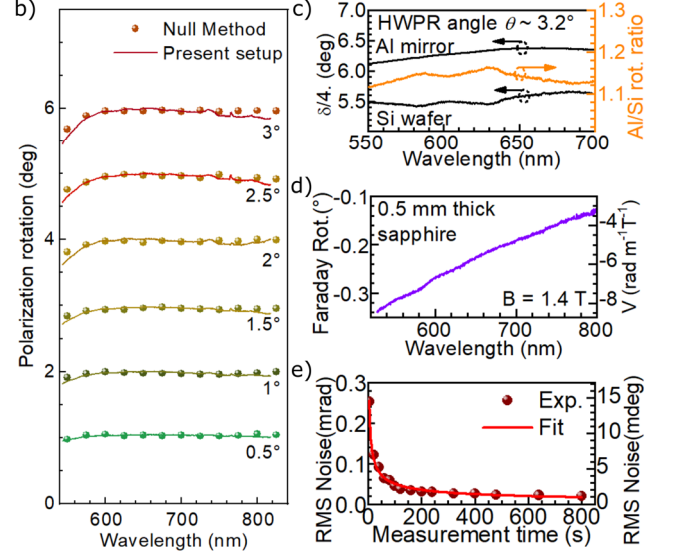 b)
Null Method
Present setup
Polarization rotation (deg)
6
4
2
0
3°
2.5°
2°
1.5°
1°
0.5°
600
700
800
Wavelength (nm)
c)
HWPR angle θ ~ 3.2°
Al mirror
Si wafer
δ/4. (deg)
7.0
6.5
6.0
5.5
1.3
1.2
1.1
1.0
Al/Si rot. ratio
550
600
650
700
Wavelength (nm)
d)
0.5 mm thick
sapphire
B = 1.4 T
Faraday Rot.(°)
-0.1
-0.2
-0.3
-4
-6
-8
V (rad m⁻¹T⁻¹)
600
700
800
Wavelength (nm)
e)
Exp.
Fit
RMS Noise(mrad)
0.3
0.2
0.1
0.0
15
10
5
0
RMS Noise(mdeg)
0
200
400
600
800
Measurement time (s)